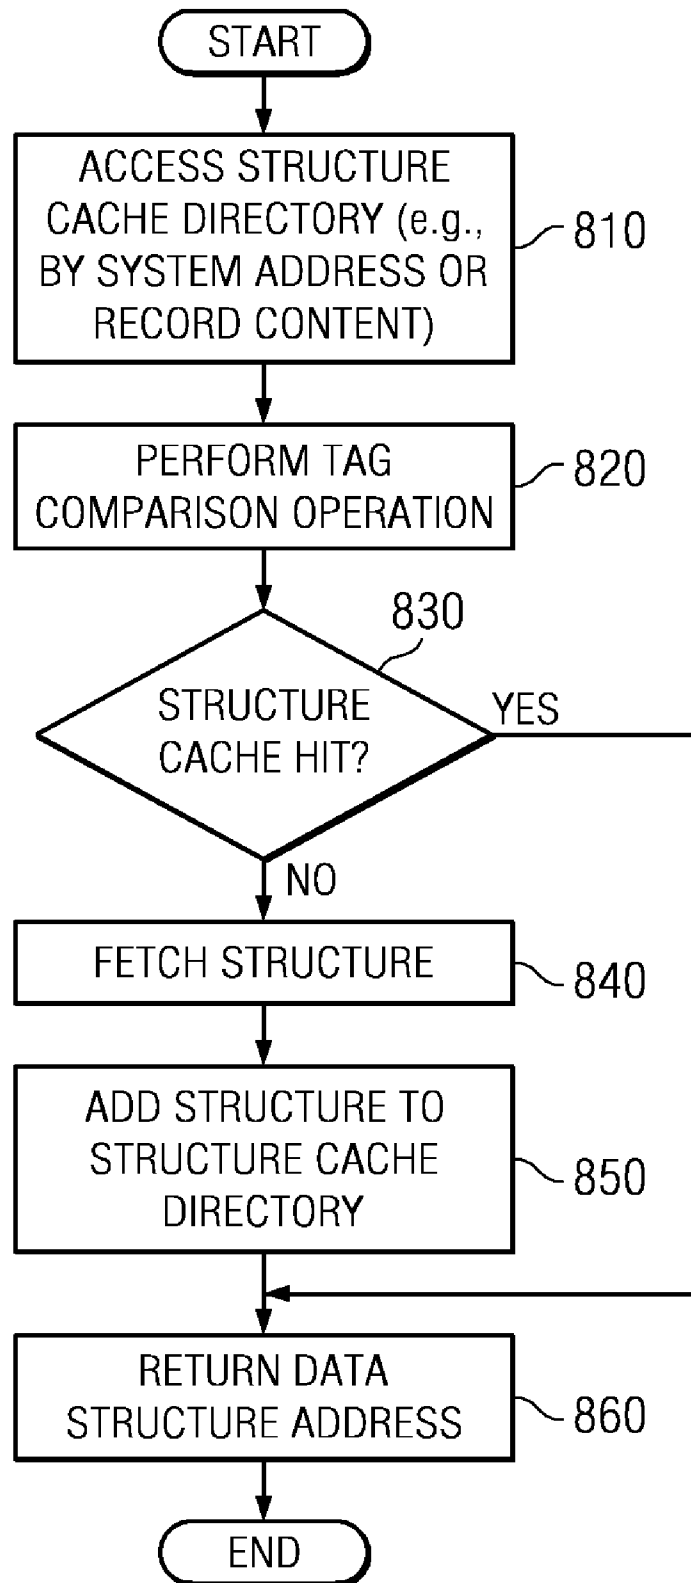 START
ACCESS STRUCTURE
CACHE DIRECTORY (e.g.,
BY SYSTEM ADDRESS OR
RECORD CONTENT)
810
PERFORM TAG
COMPARISON OPERATION
820
830
STRUCTURE
CACHE HIT?
YES
NO
FETCH STRUCTURE
840
ADD STRUCTURE TO
STRUCTURE CACHE
DIRECTORY
850
RETURN DATA
STRUCTURE ADDRESS
860
END